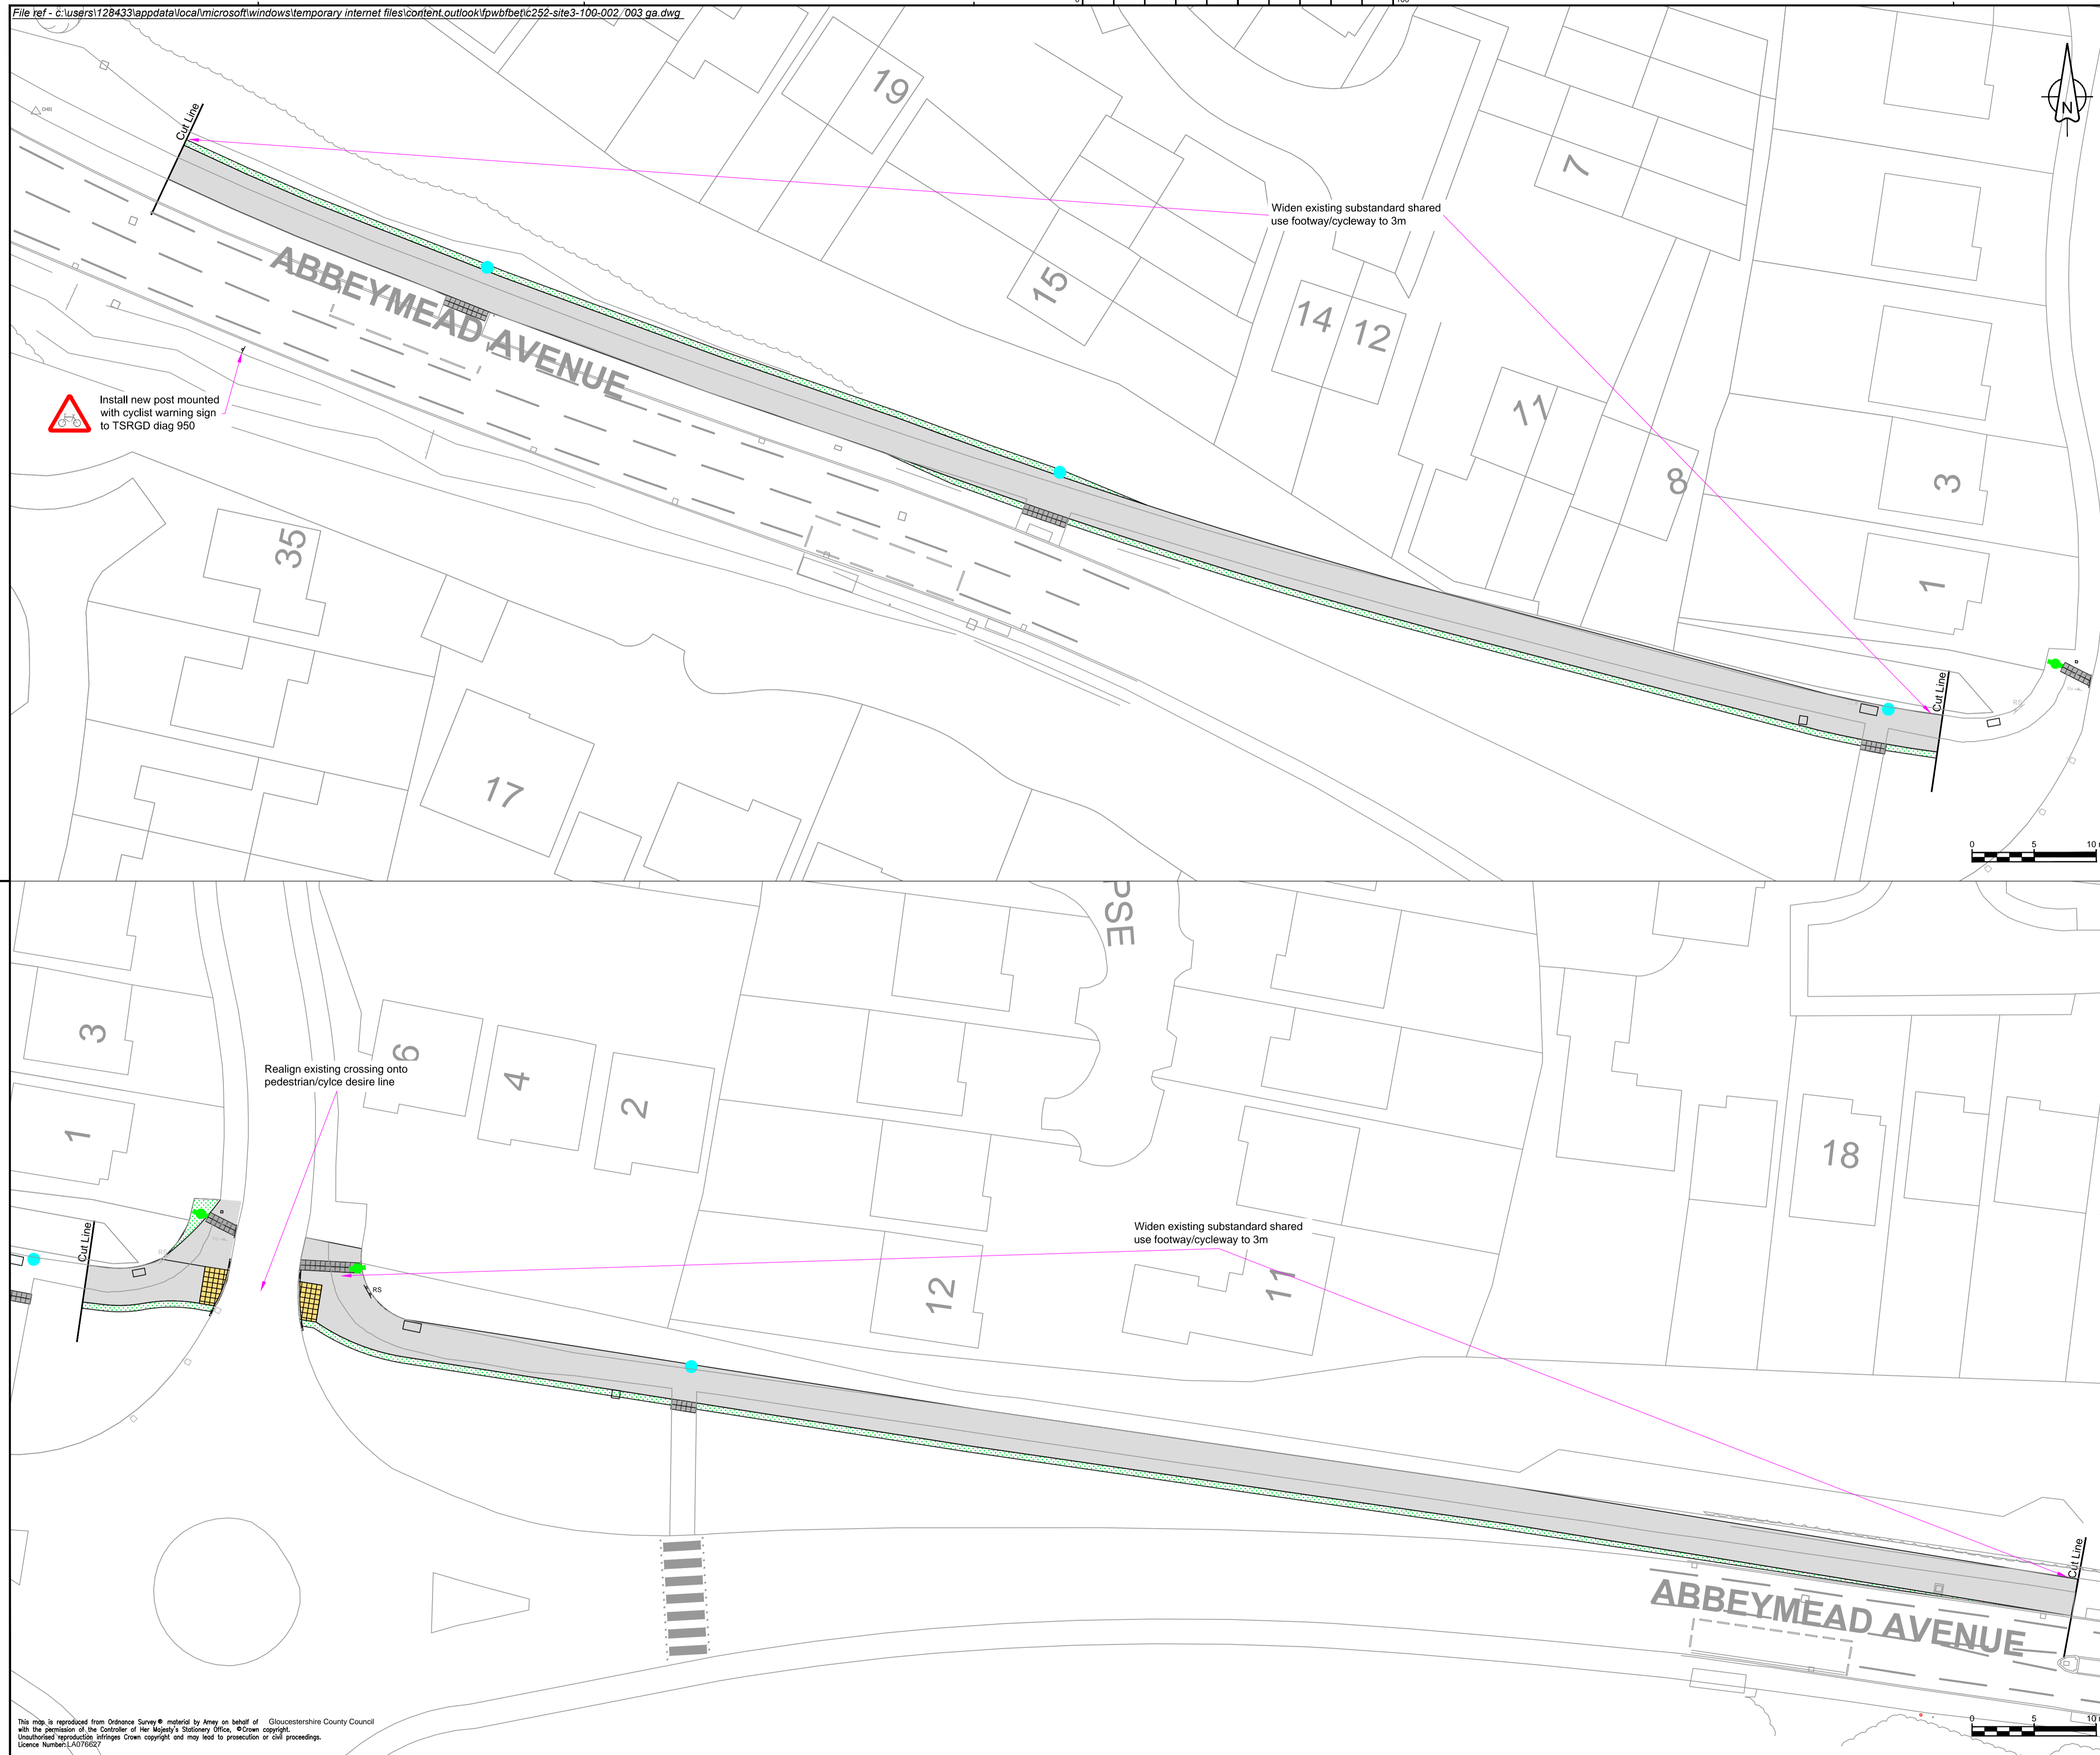 File ref - c:\users\128433\appdata\local\microsoft\windows\temporary internet files\content.outlook\fpwbfbet\c252-site3-100-002_003 ga.dwg
0
100
19
7
N
Cut Line
Widen existing substandard shared
use footway/cycleway to 3m
ABBEYMEAD AVENUE
15
14
12
Install new post mounted
with cyclist warning sign
to TSRGD diag 950
11
8
3
35
1
Cut Line
RS
17
0
5
10
PSE
3
6
4
2
Realign existing crossing onto
pedestrian/cylce desire line
1
18
Cut Line
RS
RS
Widen existing substandard shared
use footway/cycleway to 3m
12
11
Cut Line
ABBEYMEAD AVENUE
This map is reproduced from Ordnance Survey® material by Amey on behalf of Gloucestershire County Council
with the permission of the Controller of Her Majesty's Stationery Office, ©Crown copyright.
Unauthorised reproduction infringes Crown copyright and may lead to prosecution or civil proceedings.
Licence Number:LA076627
0
5
10